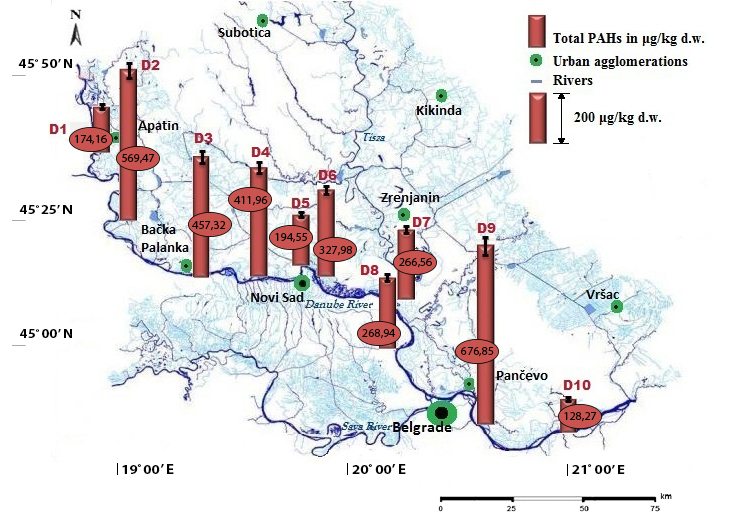 N
Subotica
Total PAHs in µg/kg d.w.
Urban agglomerations
Rivers
200 µg/kg d.w.
45°50′N
D2
D1
174,16
Apatin
569,47
D3
D4
Kikinda
Tisza
D6
411,96
D5
Zrenjanin
45°25′N
457,32
194,55
327,98
D7
D9
Bačka
Palanka
266,56
D8
Novi Sad
Danube River
Vršac
45°00′N
268,94
676,85
Pančevo
D10
128,27
Sava River
Belgrade
19°00′E
20°00′E
21°00′E
km
0
25
50
75